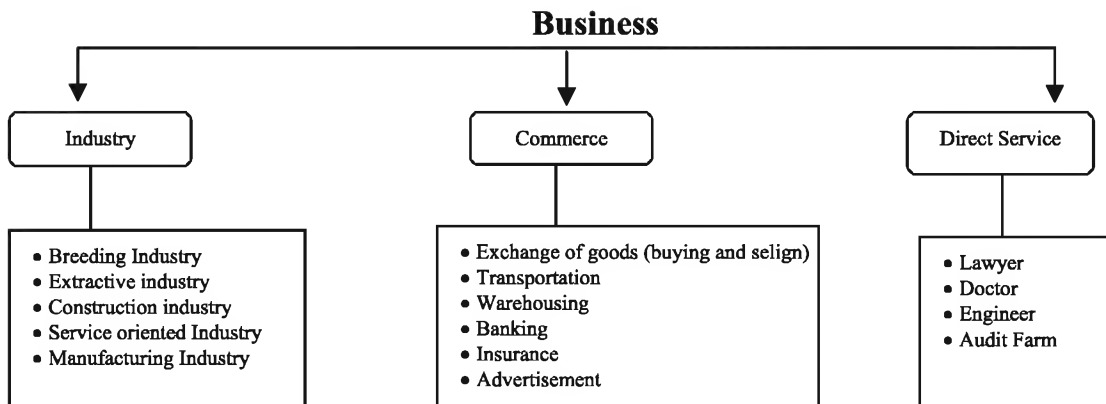 Business
Industry
Commerce
Direct Service
• Breeding Industry
• Extractive industry
• Construction industry
• Service oriented Industry
• Manufacturing Industry
• Exchange of goods (buying and selign)
• Transportation
• Warehousing
• Banking
• Insurance
• Advertisement
• Lawyer
• Doctor
• Engineer
• Audit Farm